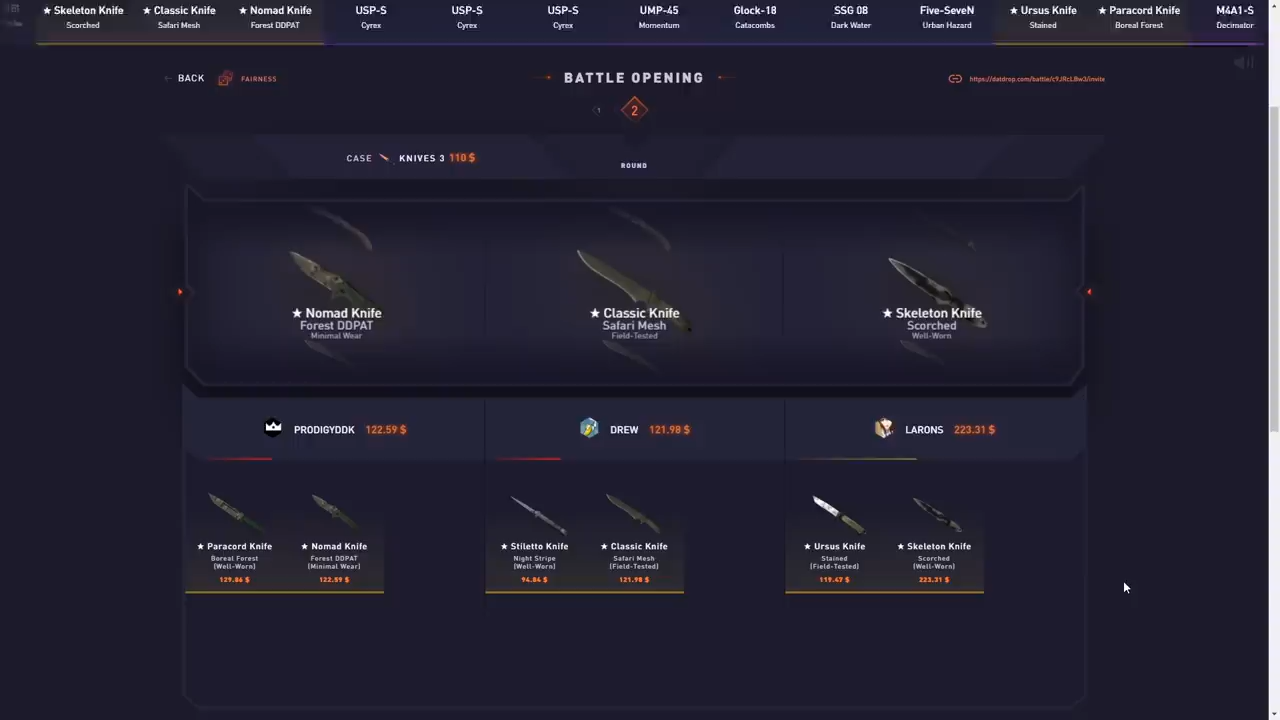 ★ Skeleton Knife ★ Classic Knife ★ Nomad Knife USP-S USP-S USP-S UMP-45 Glock-18 SSG 08 Five-SeveN ★ Ursus Knife ★ Paracord Knife M4A1-S
Scorched Safari Mesh Forest DDPAT Cyrex Cyrex Cyrex Momentum Catacombs Dark Water Urban Hazard Stained Boreal Forest Decimator
← BACK FAIRNESS BATTLE OPENING https://datdrop.com/battle/c9JRcLBw3/invite
1 2
CASE KNIVES 3 110 $
ROUND
★ Nomad Knife ★ Classic Knife ★ Skeleton Knife
Forest DDPAT Safari Mesh Scorched
Minimal Wear Field-Tested Well-Worn
PRODIGYDDK 122.59 $ DREW 121.98 $ LARONS 223.31 $
★ Paracord Knife ★ Nomad Knife ★ Stiletto Knife ★ Classic Knife ★ Ursus Knife ★ Skeleton Knife
Boreal Forest Forest DDPAT Night Stripe Safari Mesh Stained Scorched
(Well-Worn) (Minimal Wear) (Well-Worn) (Field-Tested) (Field-Tested) (Well-Worn)
129.86 $ 122.59 $ 94.84 $ 121.98 $ 119.47 $ 223.31 $